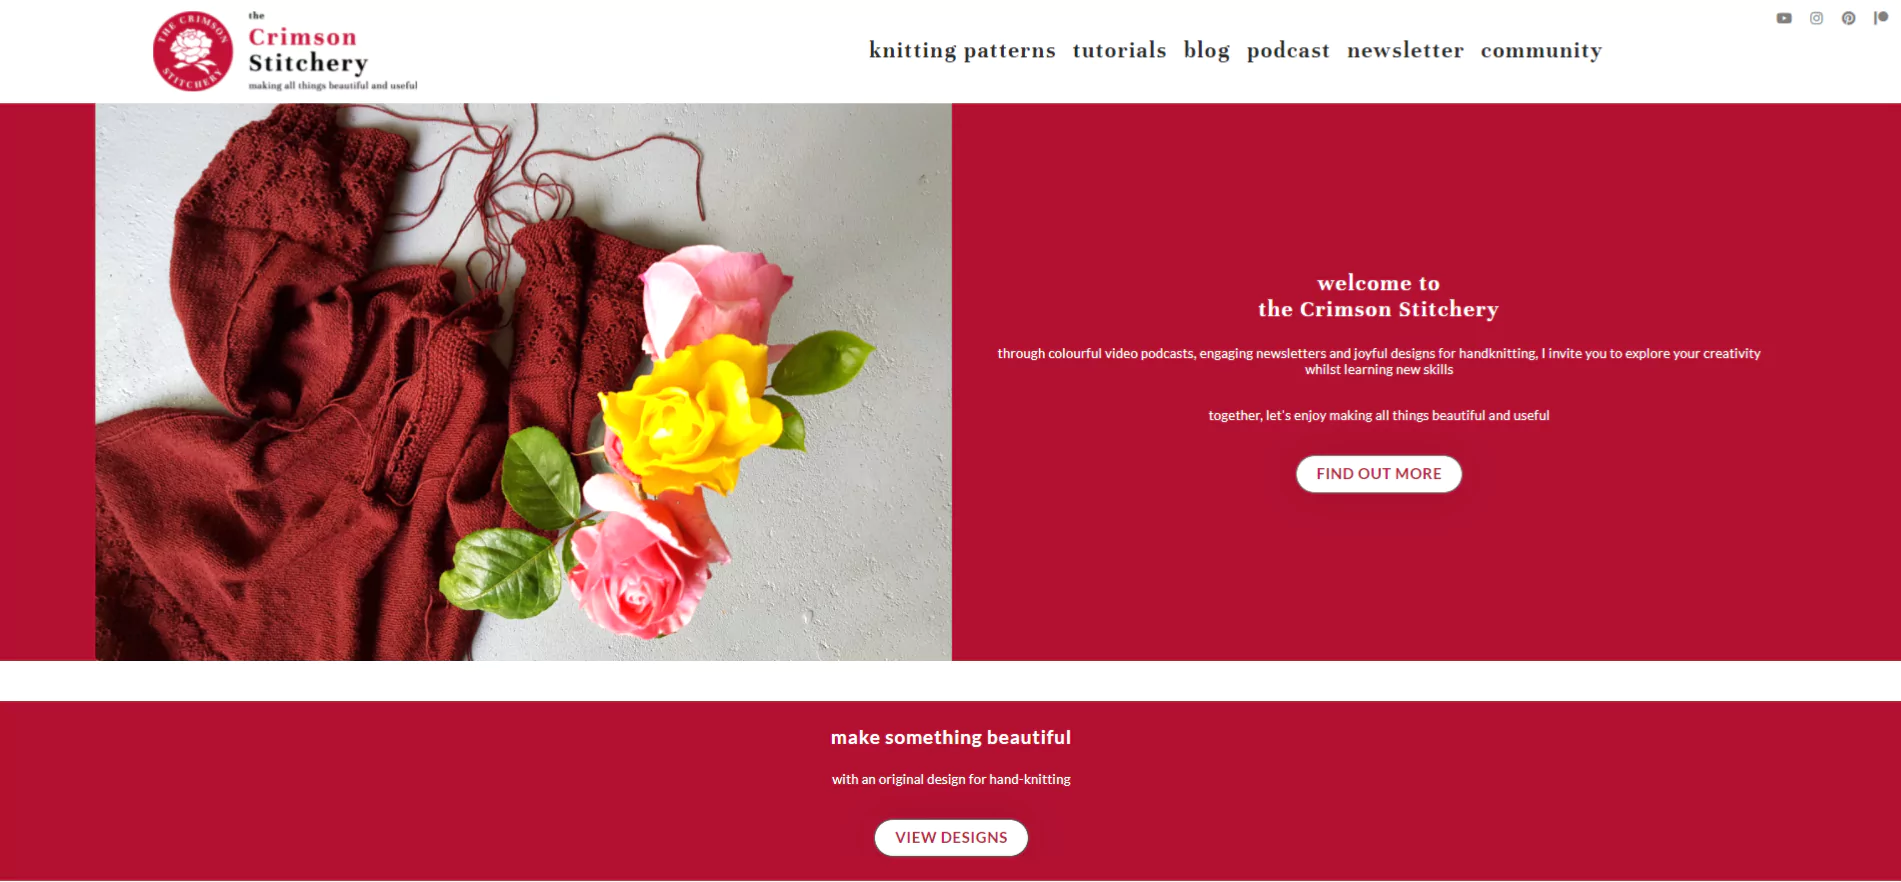 THE CRIMSON
STITCHERY
the
Crimson
Stitchery
making all things beautiful and useful
knitting patterns tutorials blog podcast newsletter community
welcome to
the Crimson Stitchery
through colourful video podcasts, engaging newsletters and joyful designs for handknitting, I invite you to explore your creativity
whilst learning new skills
together, let's enjoy making all things beautiful and useful
FIND OUT MORE
make something beautiful
with an original design for hand-knitting
VIEW DESIGNS